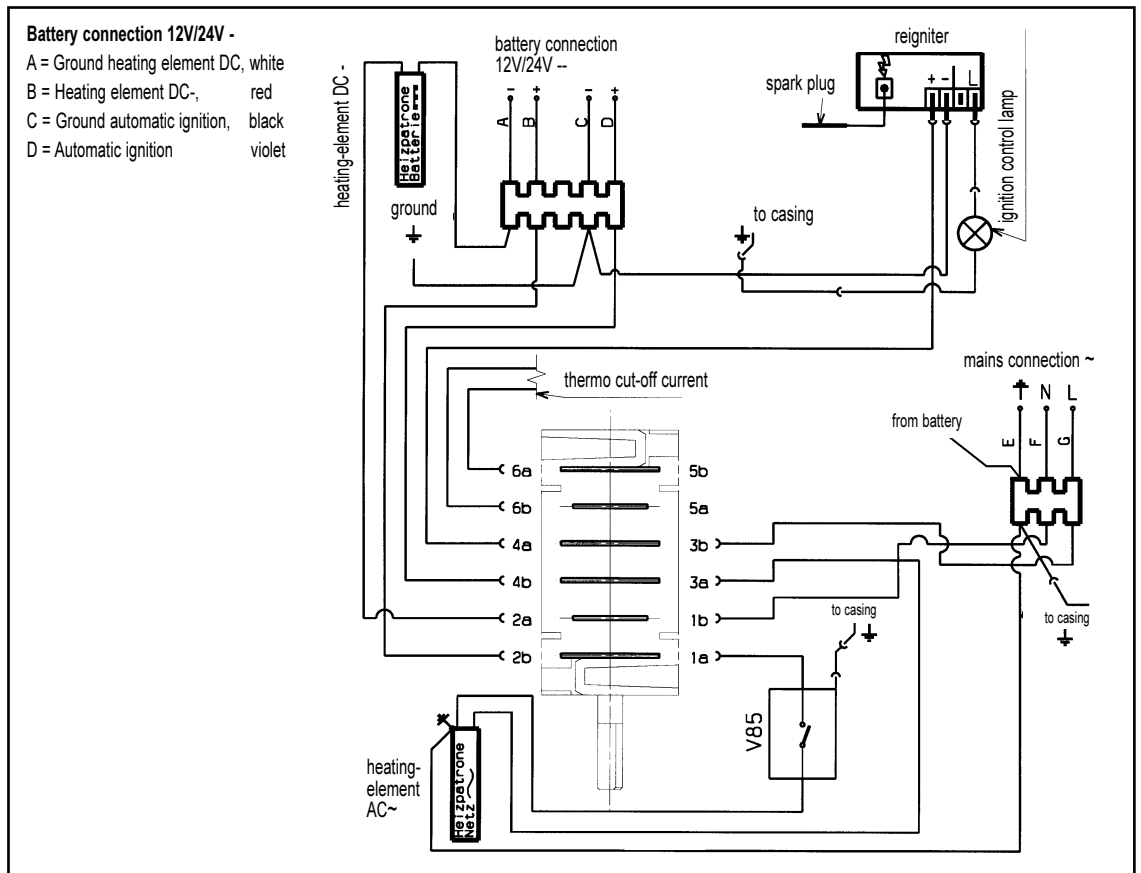 Battery connection 12V/24V -
A = Ground heating element DC, white
B = Heating element DC-, red
C = Ground automatic ignition, black
D = Automatic ignition violet
heating-element DC -
Heizpatrone
Batterie
ground
battery connection
12V/24V --
- + - +
A B C D
reigniter
spark plug
+ - L
ignition control lamp
to casing
thermo cut-off current
mains connection ~
N L
from battery
E F G
6a 5b
6b 5a
4a 3b
4b 3a
2a 1b
2b 1a
to casing
to casing
V85
heating-
element
AC~
Heizpatrone
Netz